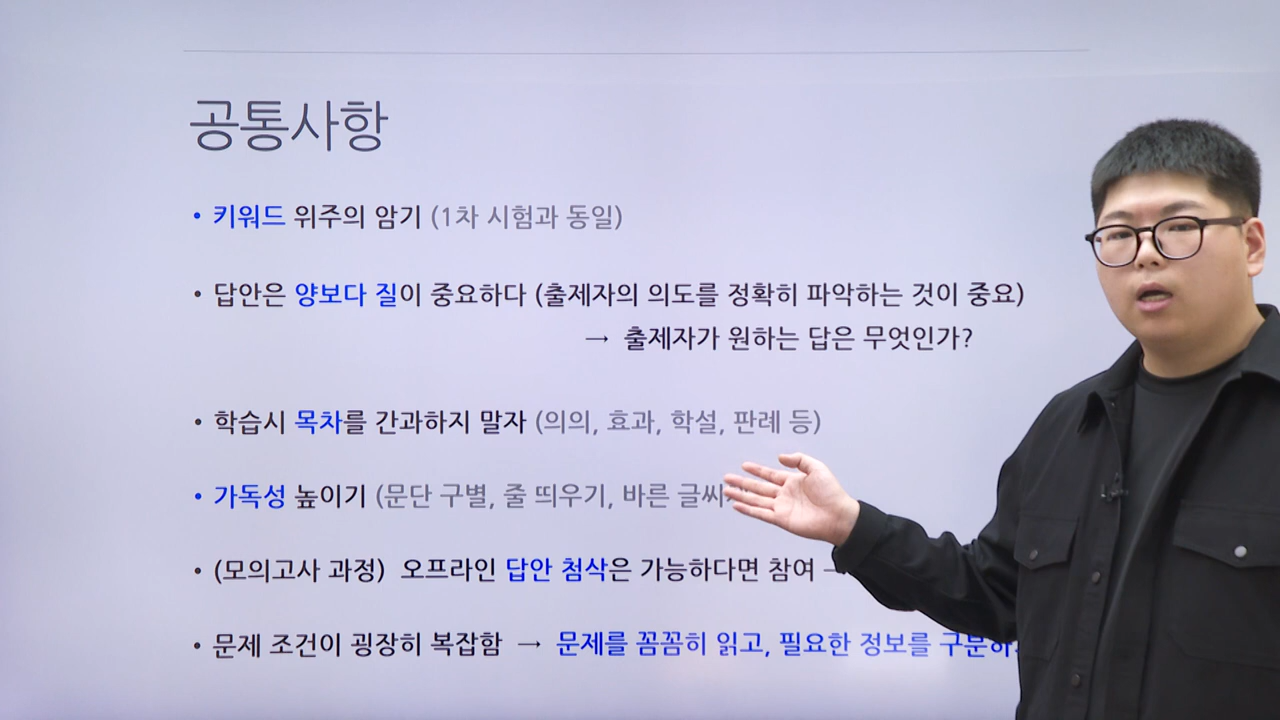 공통사항
• 키워드 위주의 암기 (1차 시험과 동일)
• 답안은 양보다 질이 중요하다 (출제자의 의도를 정확히 파악하는 것이 중요)
→ 출제자가 원하는 답은 무엇인가?
• 학습시 목차를 간과하지 말자 (의의, 효과, 학설, 판례 등)
• 가독성 높이기 (문단 구별, 줄 띄우기, 바른 글씨
• (모의고사 과정) 오프라인 답안 첨삭은 가능하다면 참여
• 문제 조건이 굉장히 복잡함 → 문제를 꼼꼼히 읽고, 필요한 정보를